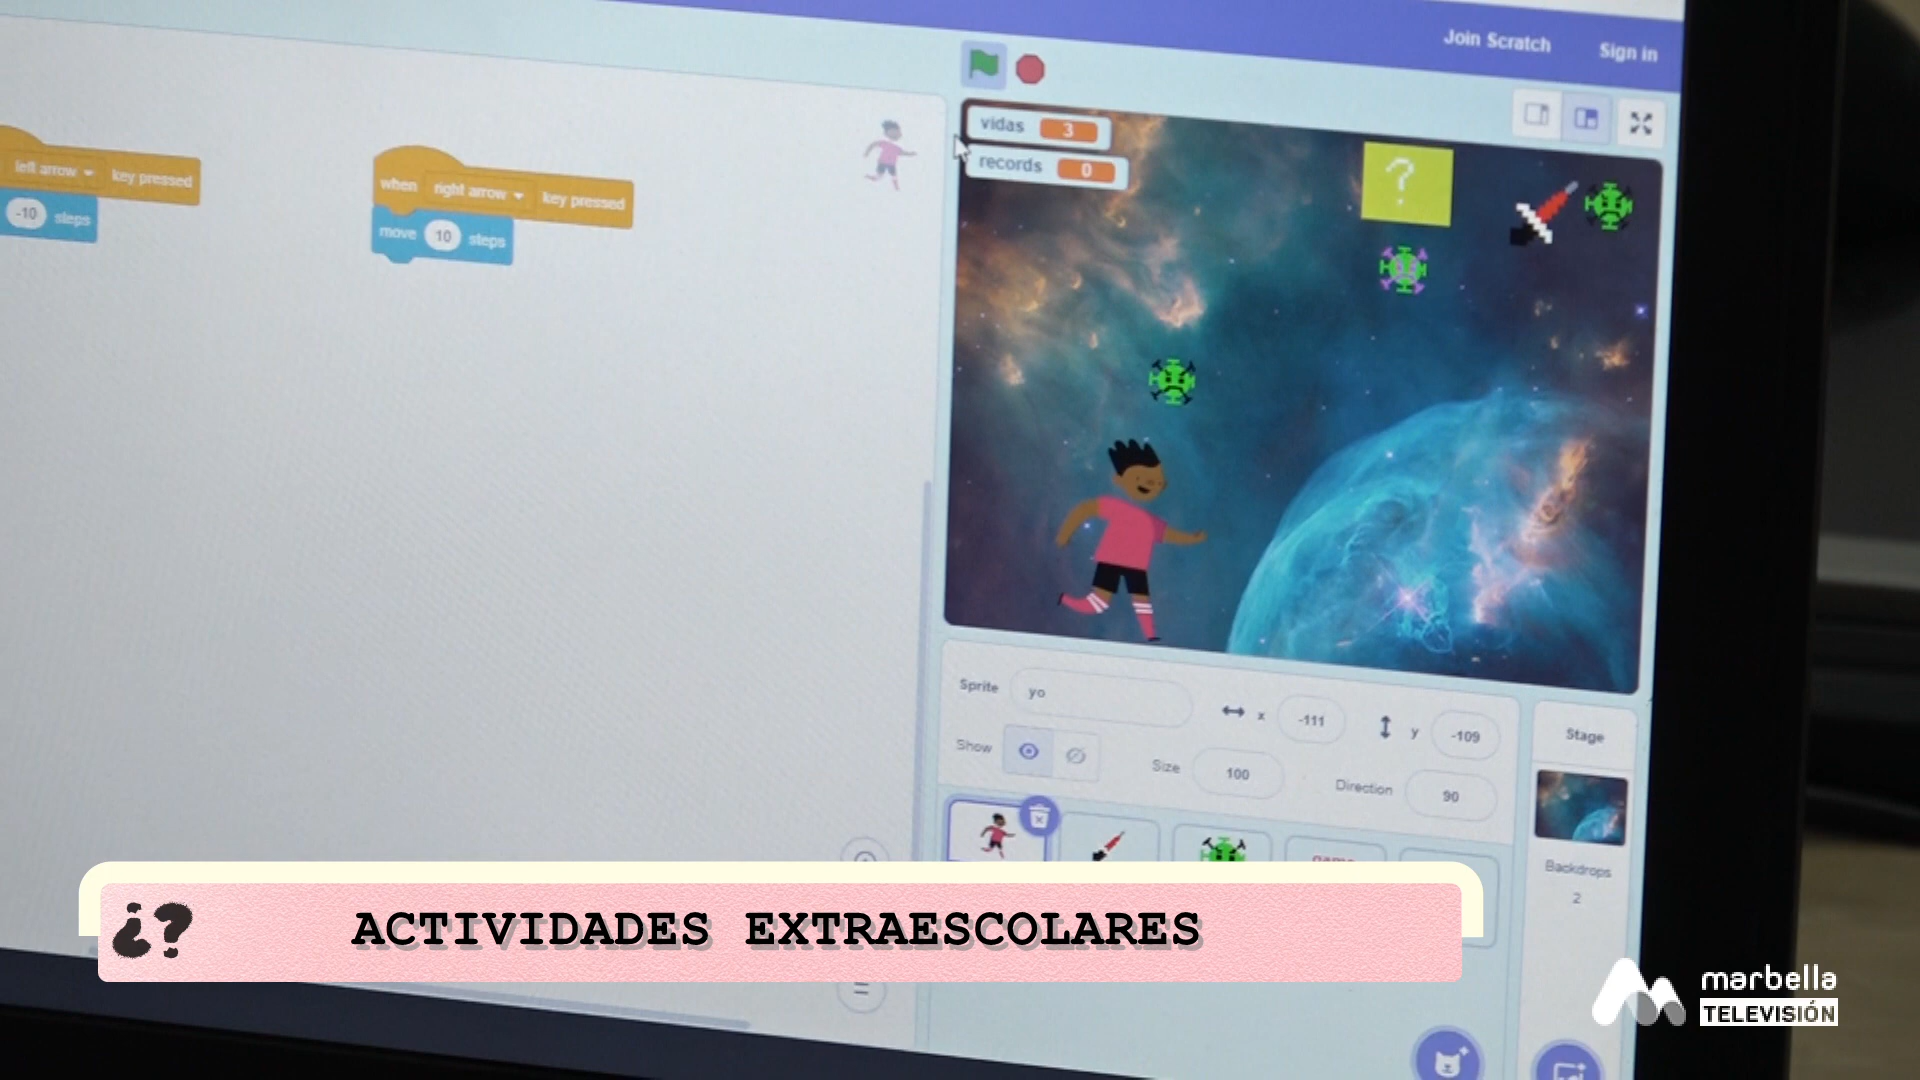 Join Scratch
Sign in
vidas 3
records 0
left arrow key pressed
-10 steps
when right arrow key pressed
move 10 steps
?
Sprite yo
x -111
y -109
Show
Size 100
Direction 90
Stage
Backdrops
2
¿? ACTIVIDADES EXTRAESCOLARES
marbella
TELEVISIÓN